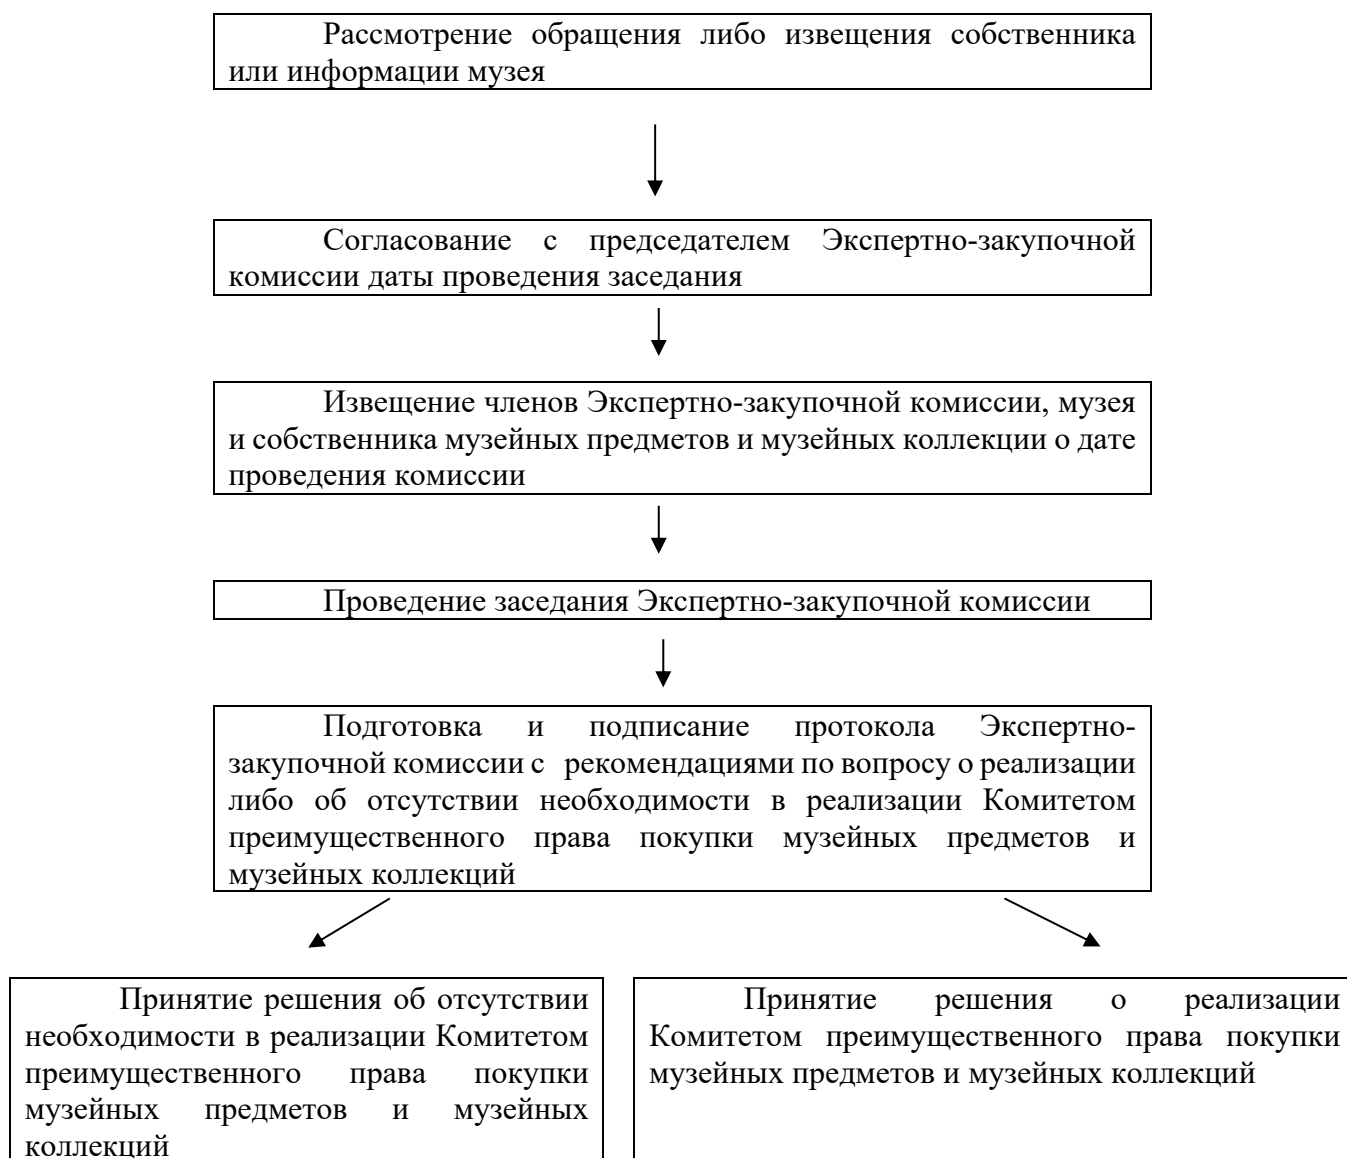 Рассмотрение обращения либо извещения собственника
или информации музея
Согласование с председателем Экспертно-закупочной
комиссии даты проведения заседания
Извещение членов Экспертно-закупочной комиссии, музея
и собственника музейных предметов и музейных коллекции о дате
проведения комиссии
Проведение заседания Экспертно-закупочной комиссии
Подготовка и подписание протокола Экспертно-
закупочной комиссии с рекомендациями по вопросу о реализации
либо об отсутствии необходимости в реализации Комитетом
преимущественного права покупки музейных предметов и
музейных коллекций
Принятие решения об отсутствии
необходимости в реализации Комитетом
преимущественного права покупки
музейных предметов и музейных
коллекций
Принятие решения о реализации
Комитетом преимущественного права покупки
музейных предметов и музейных коллекций